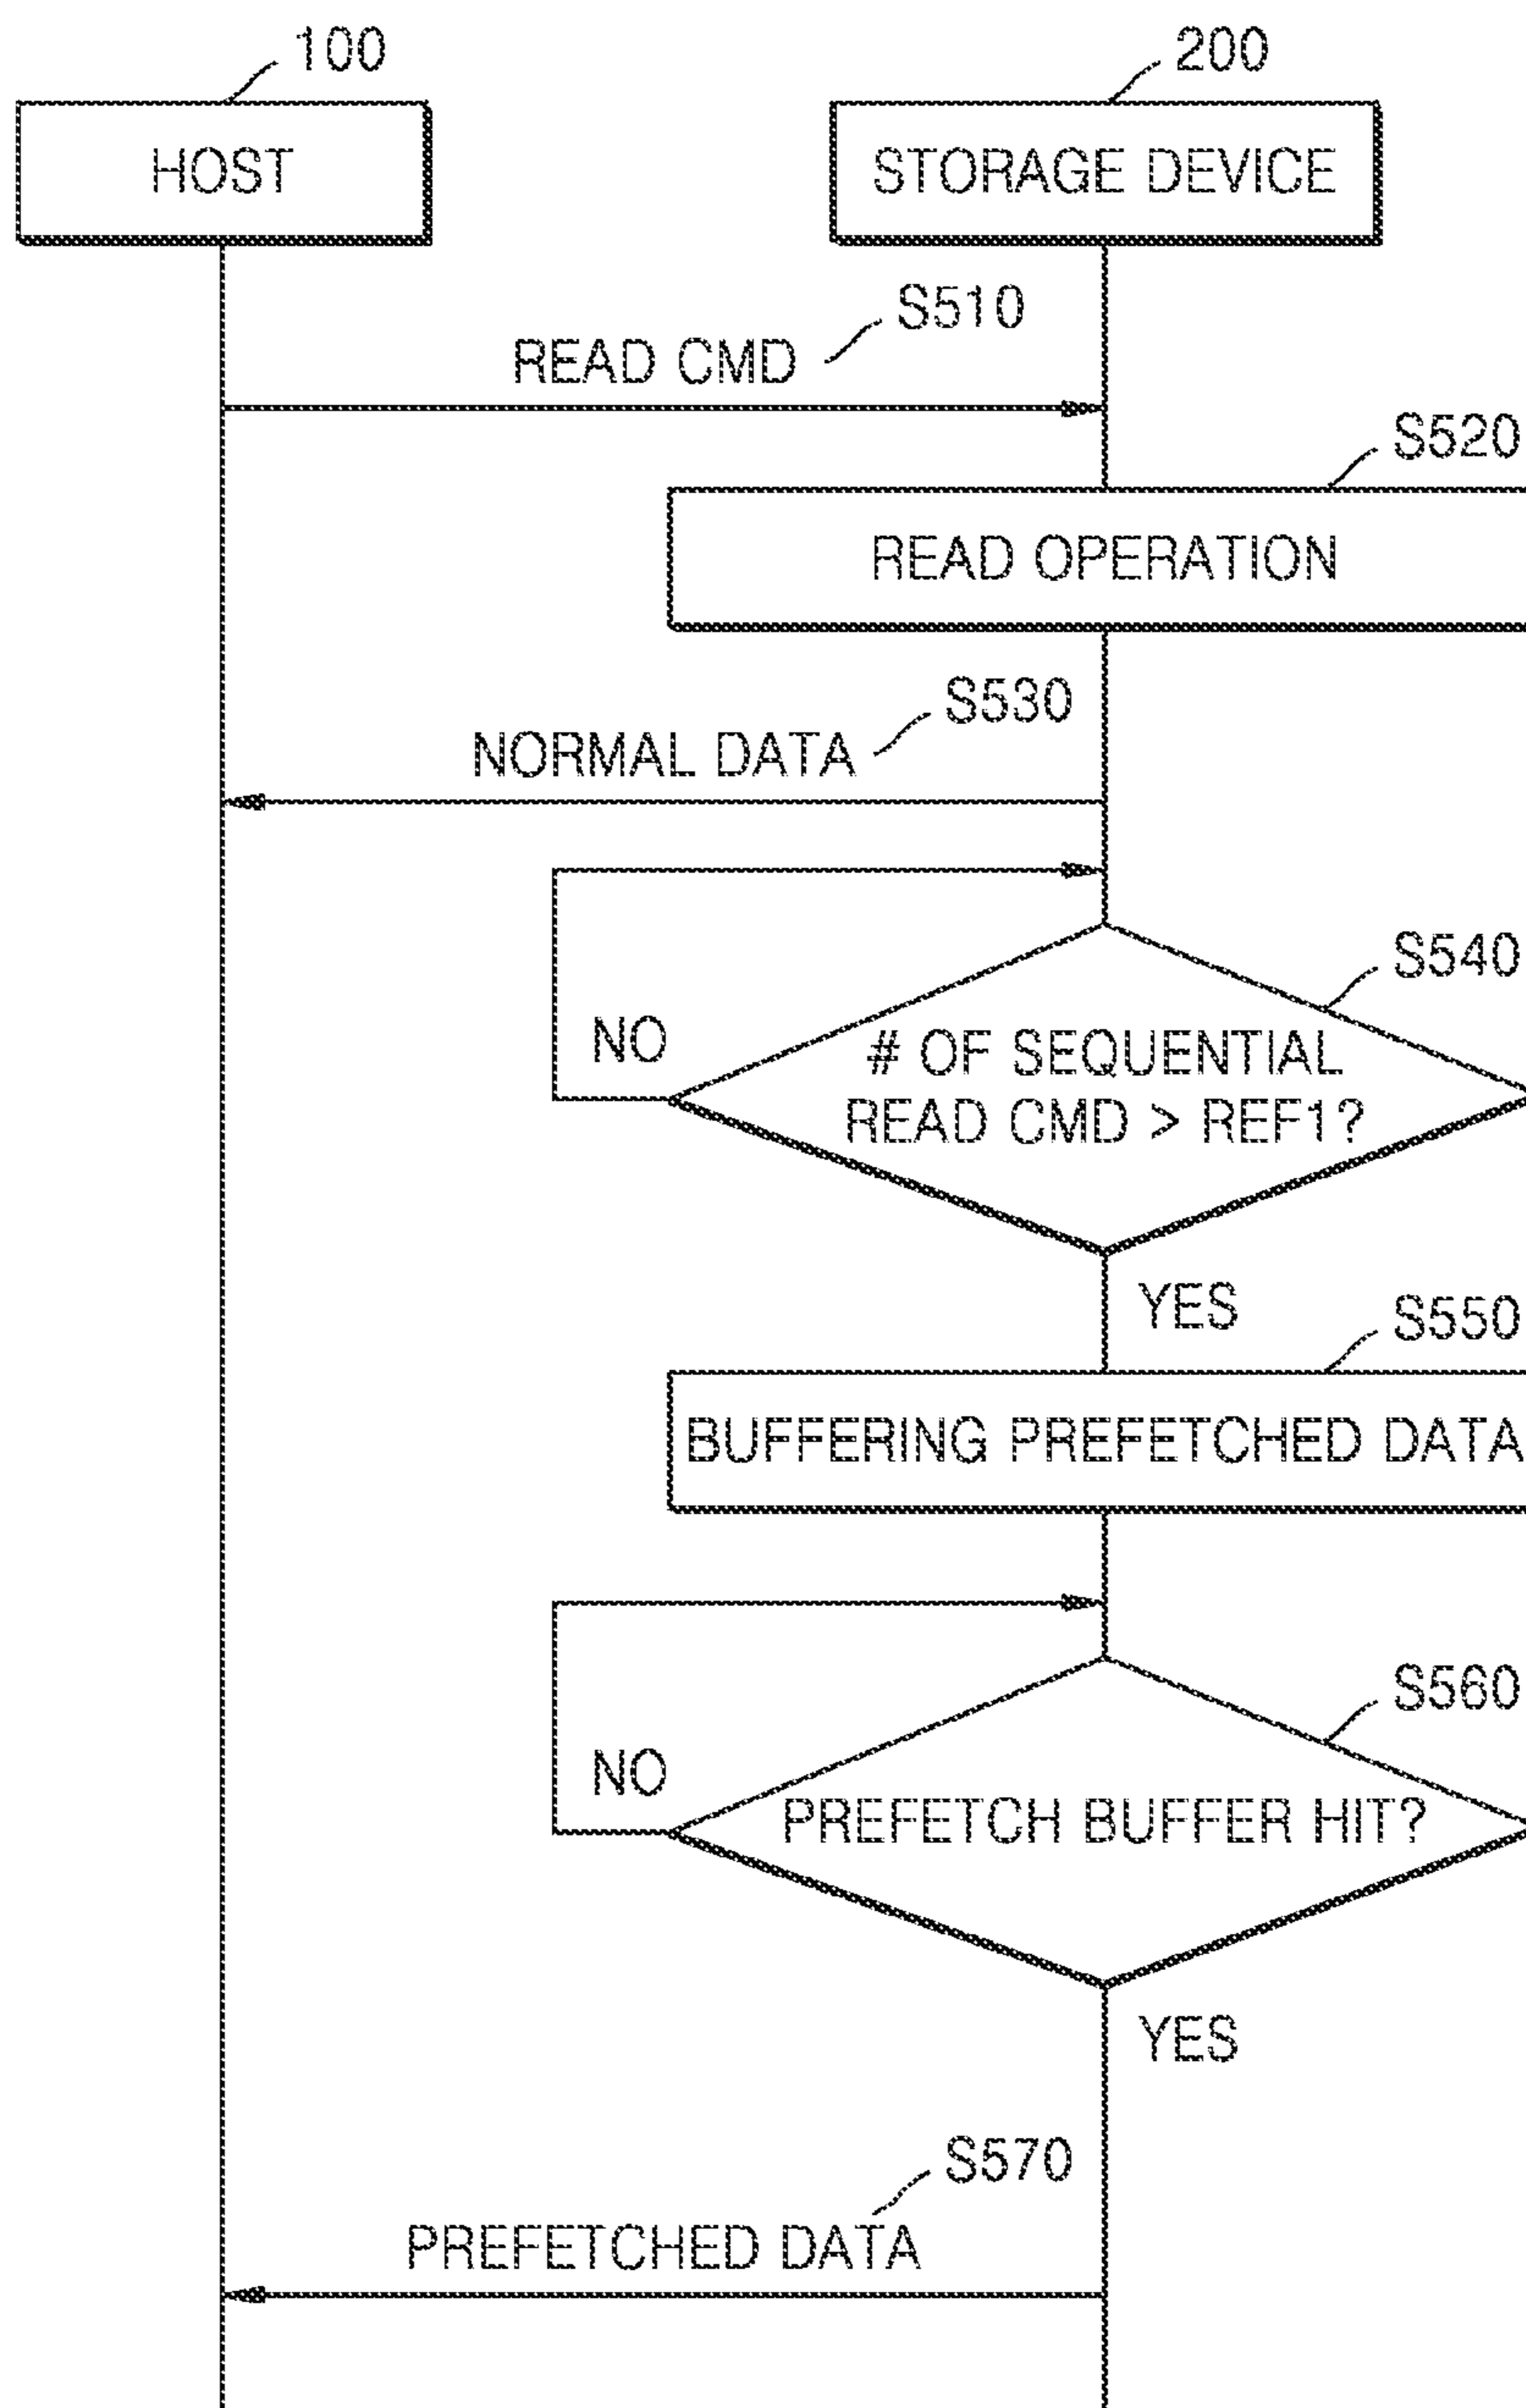 100
200
HOST
STORAGE DEVICE
S510
READ CMD
S520
READ OPERATION
S530
NORMAL DATA
S540
NO
# OF SEQUENTIAL
READ CMD > REF1?
YES
S550
BUFFERING PREFETCHED DATA
S560
NO
PREFETCH BUFFER HIT?
YES
S570
PREFETCHED DATA